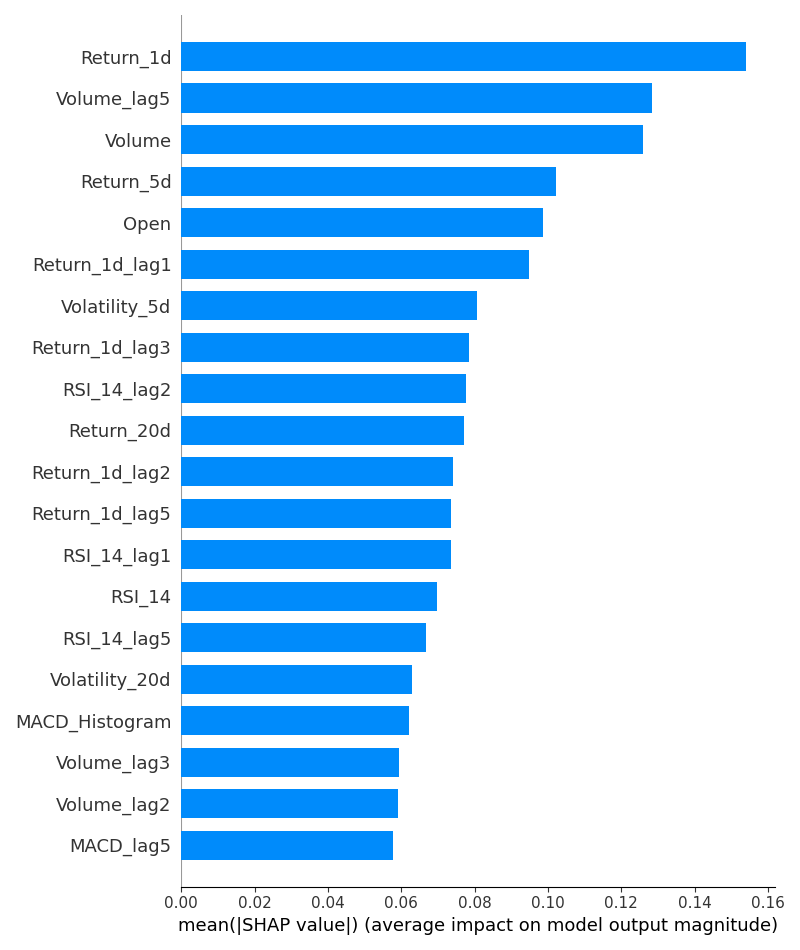 Return_1d
Volume_lag5
Volume
Return_5d
Open
Return_1d_lag1
Volatility_5d
Return_1d_lag3
RSI_14_lag2
Return_20d
Return_1d_lag2
Return_1d_lag5
RSI_14_lag1
RSI_14
RSI_14_lag5
Volatility_20d
MACD_Histogram
Volume_lag3
Volume_lag2
MACD_lag5
0.00 0.02 0.04 0.06 0.08 0.10 0.12 0.14 0.16
mean(|SHAP value|) (average impact on model output magnitude)